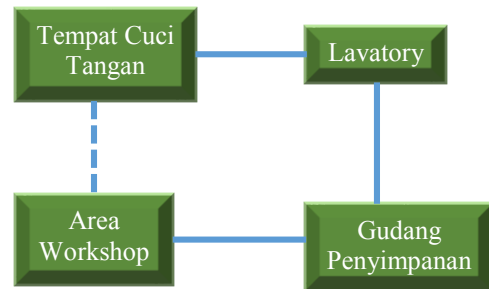 Tempat Cuci
Tangan
Lavatory
Area
Workshop
Gudang
Penyimpanan